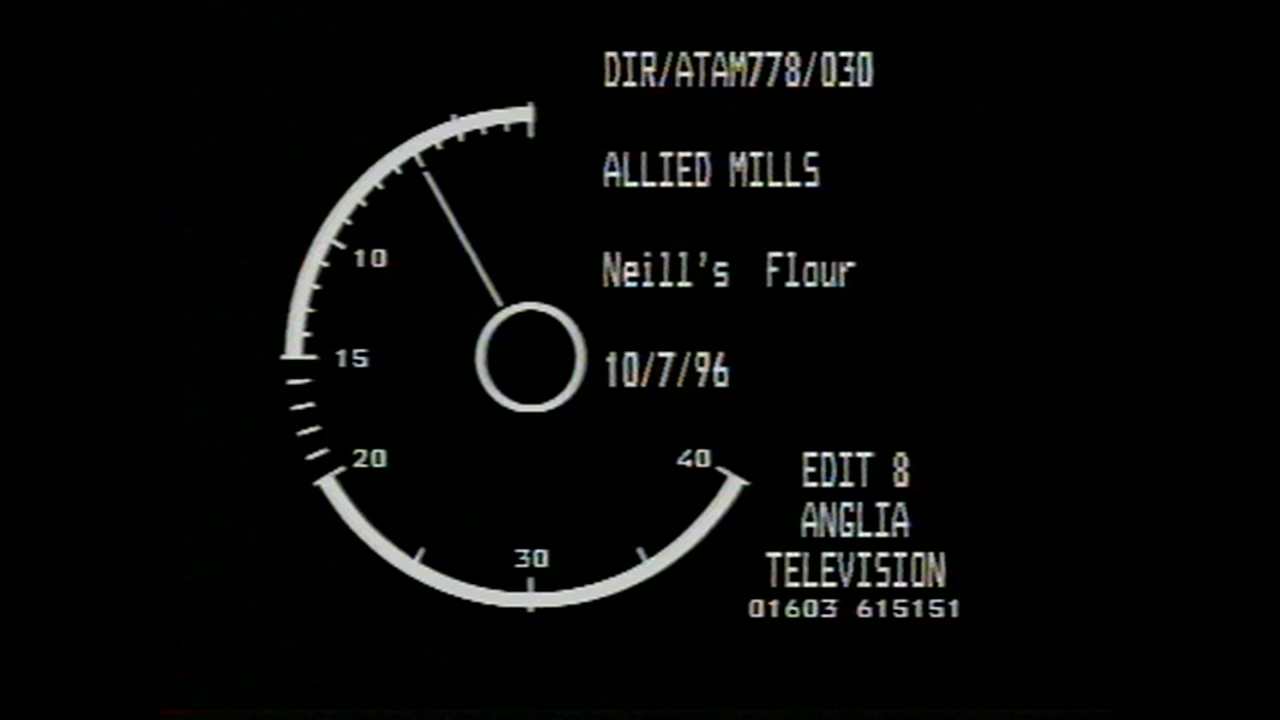 DIR/ATAM778/030
ALLIED MILLS
Neill's Flour
10/7/96
10
15
20
30
40
EDIT 8
ANGLIA
TELEVISION
01603 615151